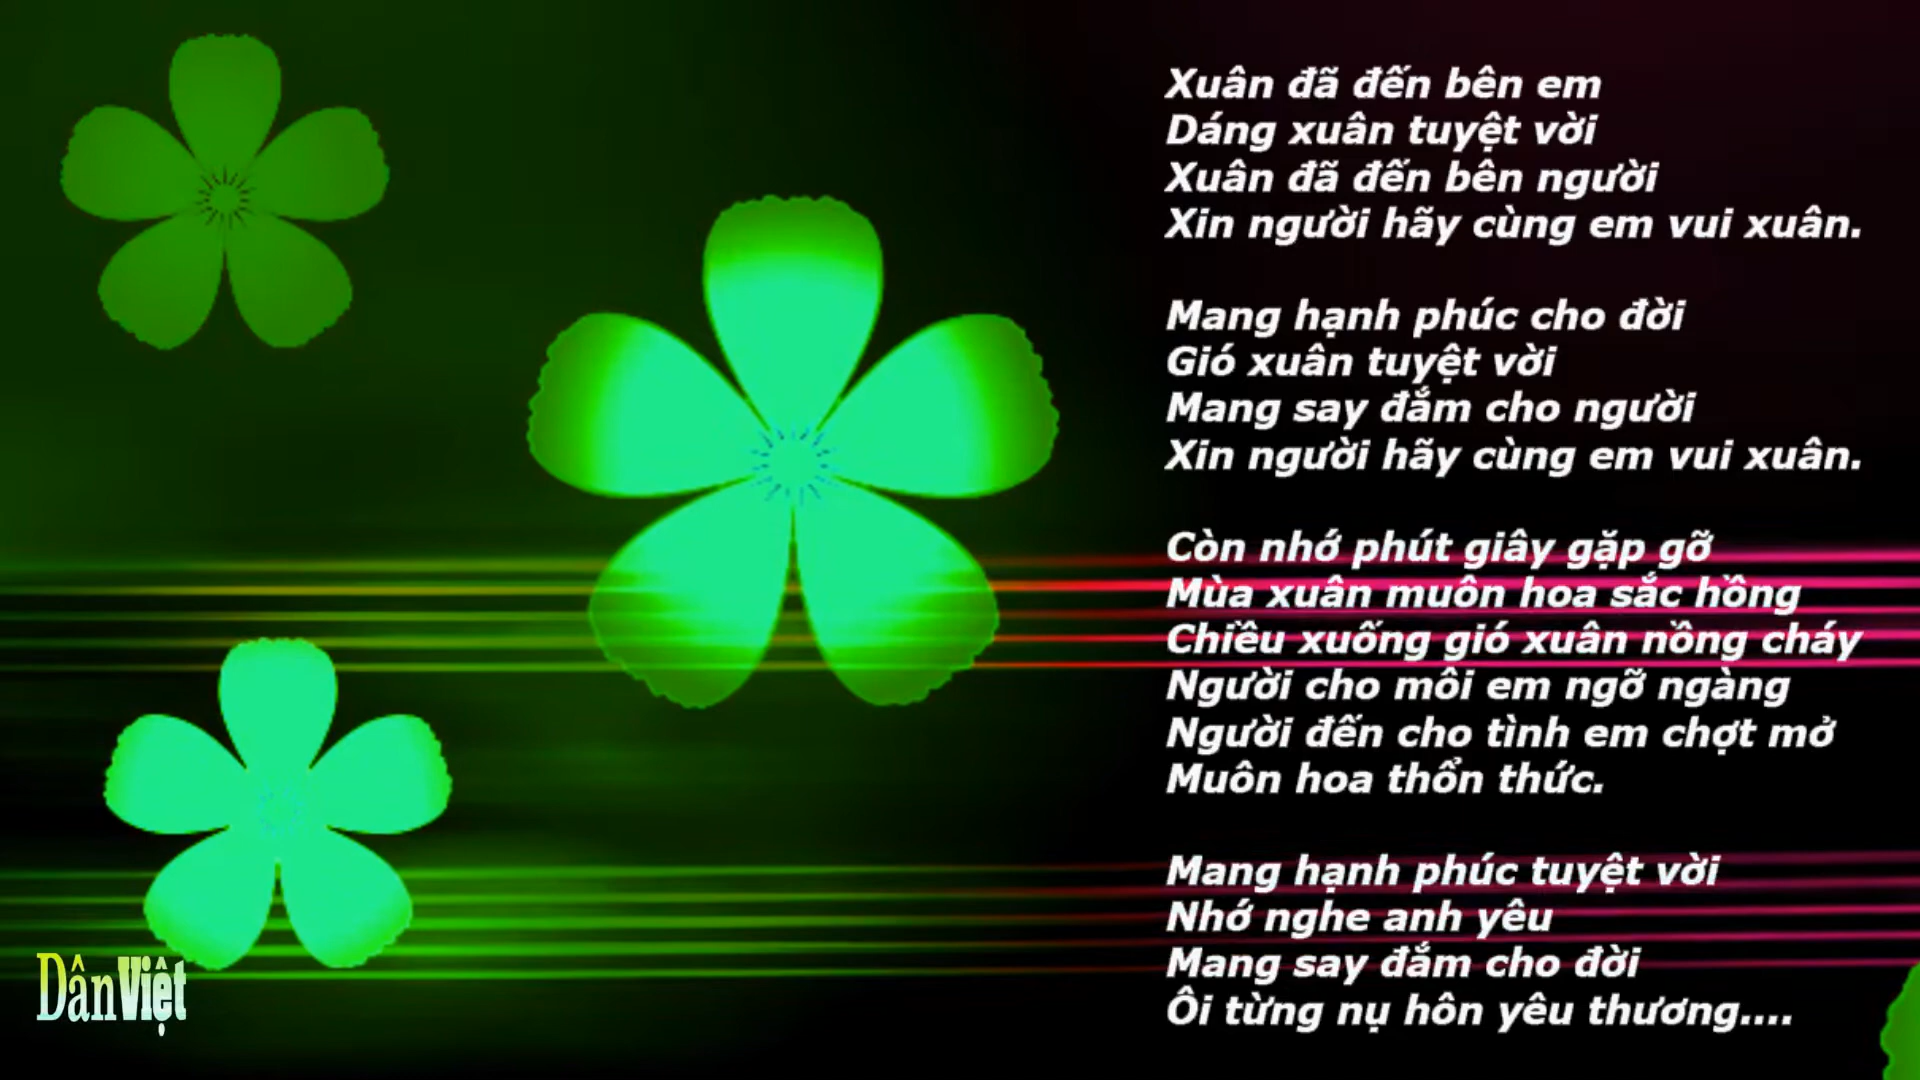 Xuân đã đến bên em
Dáng xuân tuyệt vời
Xuân đã đến bên người
Xin người hãy cùng em vui xuân.
Mang hạnh phúc cho đời
Gió xuân tuyệt vời
Mang say đắm cho người
Xin người hãy cùng em vui xuân.
Còn nhớ phút giây gặp gỡ
Mùa xuân muôn hoa sắc hồng
Chiều xuống gió xuân nồng cháy
Người cho môi em ngỡ ngàng
Người đến cho tình em chợt mở
Muôn hoa thổn thức.
Mang hạnh phúc tuyệt vời
Nhớ nghe anh yêu
Mang say đắm cho đời
Ôi từng nụ hôn yêu thương....
Dân Việt